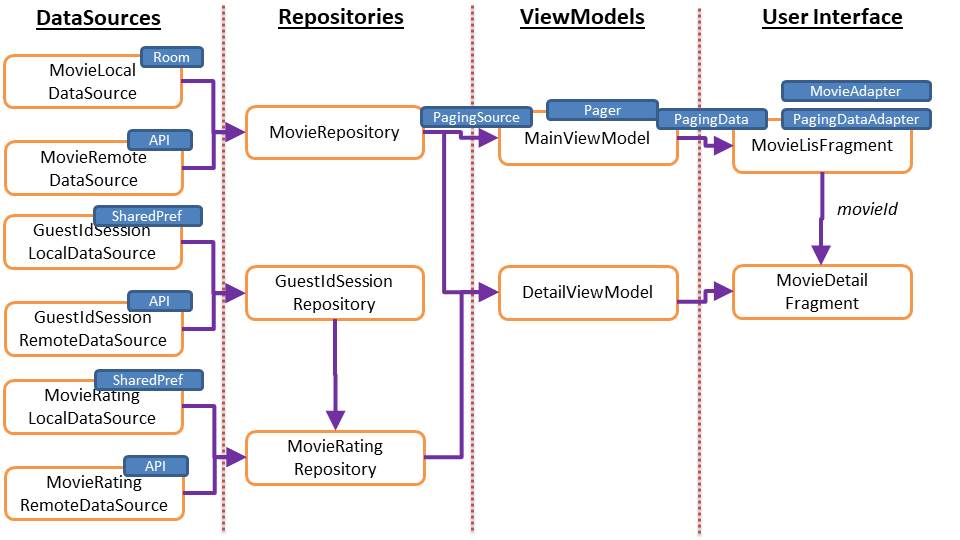 DataSources
Repositories
ViewModels
User Interface
Room
MovieLocal
DataSource
API
MovieRemote
DataSource
SharedPref
GuestIdSession
LocalDataSource
API
GuestIdSession
RemoteDataSource
SharedPref
MovieRating
LocalDataSource
API
MovieRating
RemoteDataSource
MovieRepository
GuestIdSession
Repository
MovieRating
Repository
PagingSource
Pager
MainViewModel
DetailViewModel
PagingData
MovieAdapter
PagingDataAdapter
MovieLisFragment
movieId
MovieDetail
Fragment